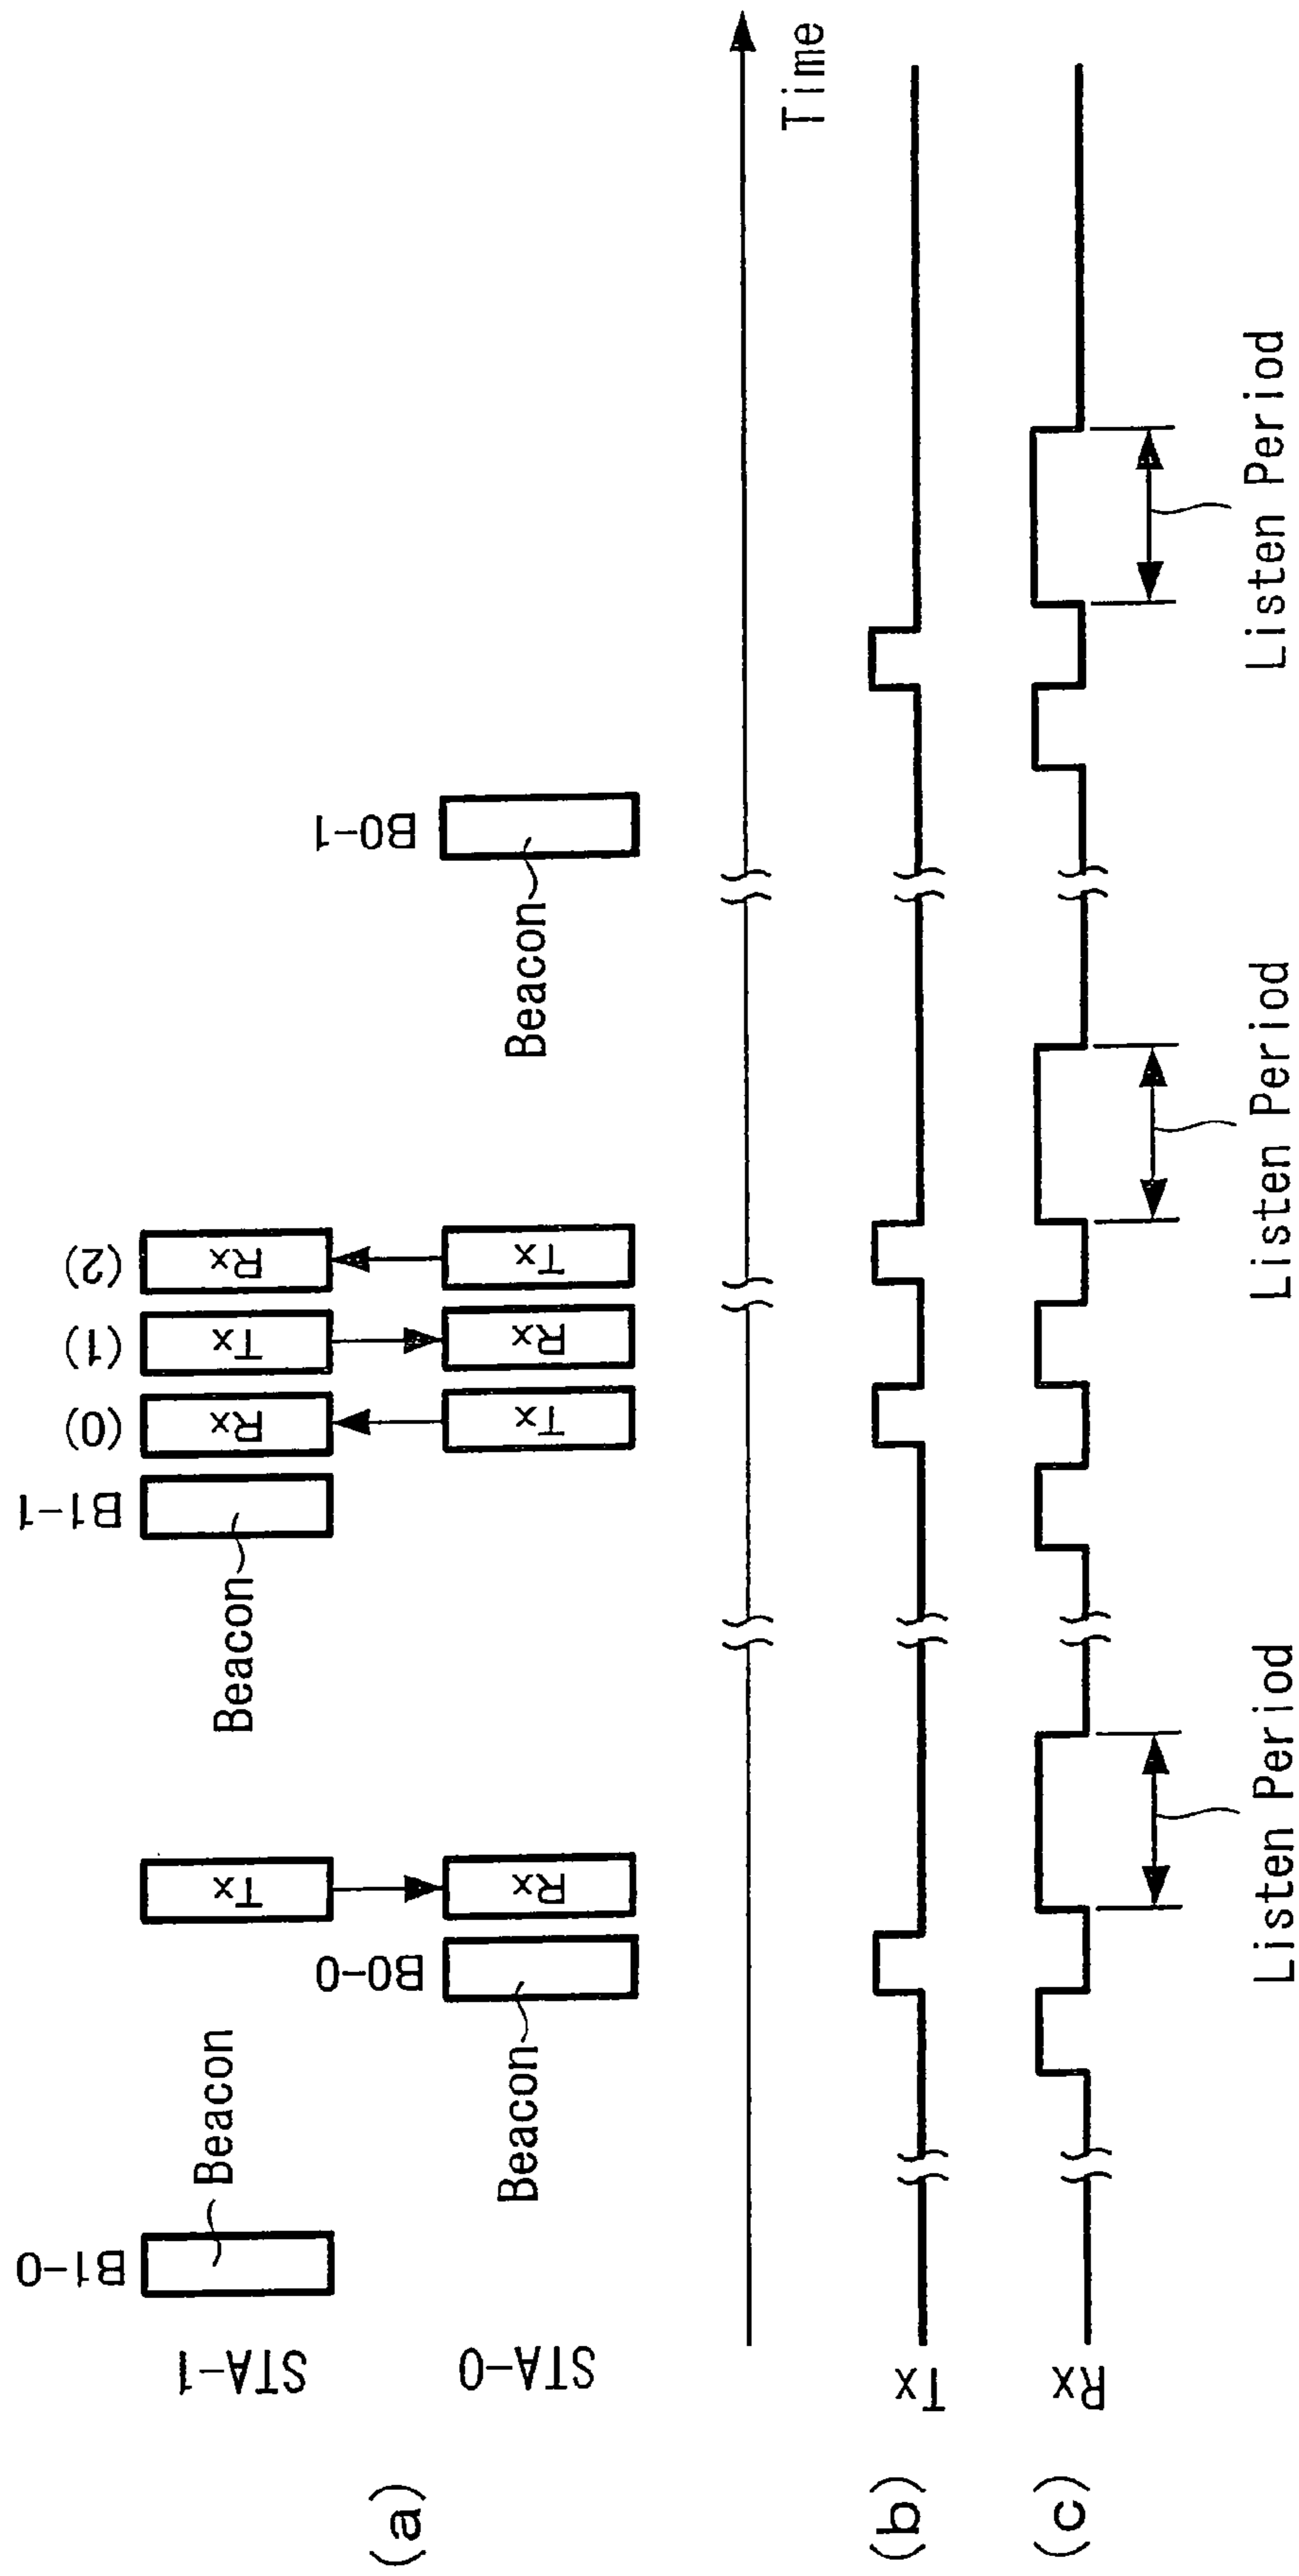 (a)
STA-1
B1-0
Beacon
Tx
B1-1
Beacon
(0)
Rx
(1)
Tx
(2)
Rx
STA-0
B0-0
Beacon
Rx
Tx
Rx
Tx
B0-1
Beacon
Time
(b)
Tx
(c)
Rx
Listen Period
Listen Period
Listen Period